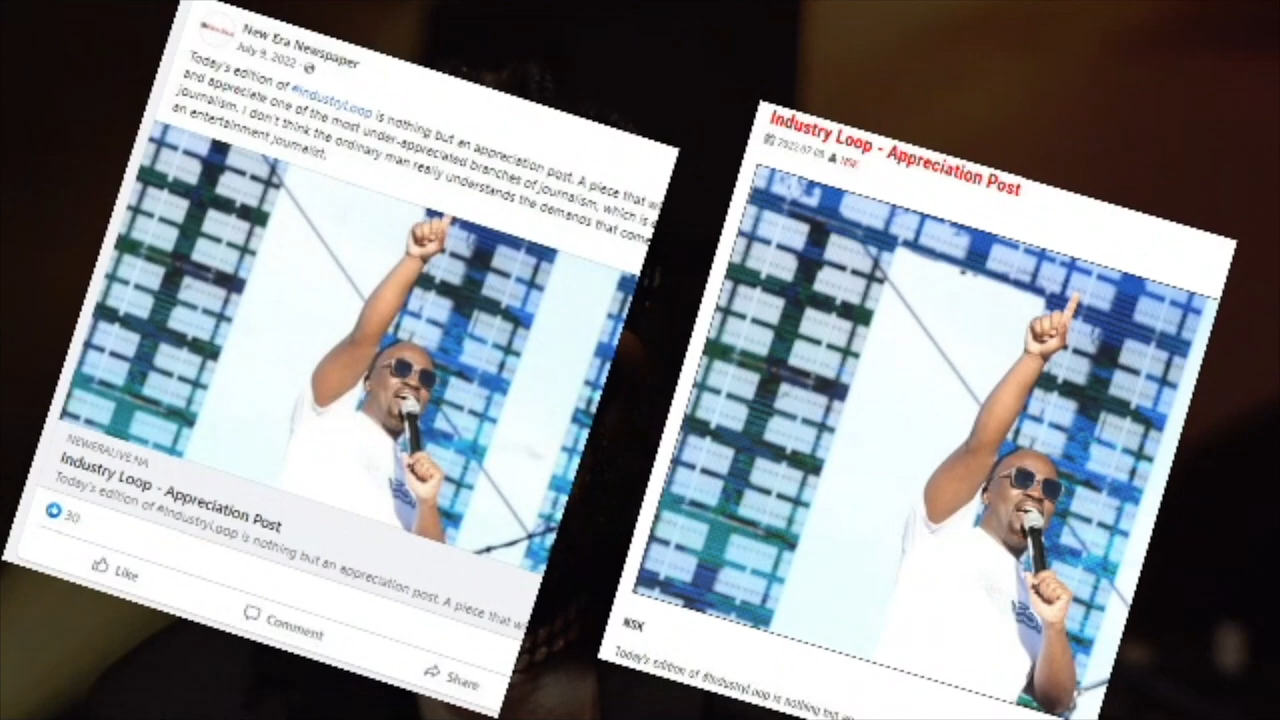 New Era Newspaper
July 9, 2022
Today's edition of #IndustryLoop is nothing but an appreciation post. A piece that
and appreciate one of the most under-appreciated branches of journalism, which is
journalism. I don't think the ordinary man really understands the demands that come
an entertainment journalist.
NEWERALIVE.NA
Industry Loop - Appreciation Post
Today's edition of #IndustryLoop is nothing but an appreciation post. A piece that
30
Like
Comment
Share
Industry Loop - Appreciation Post
NSK
NSK
Today's edition of #IndustryLoop is nothing but